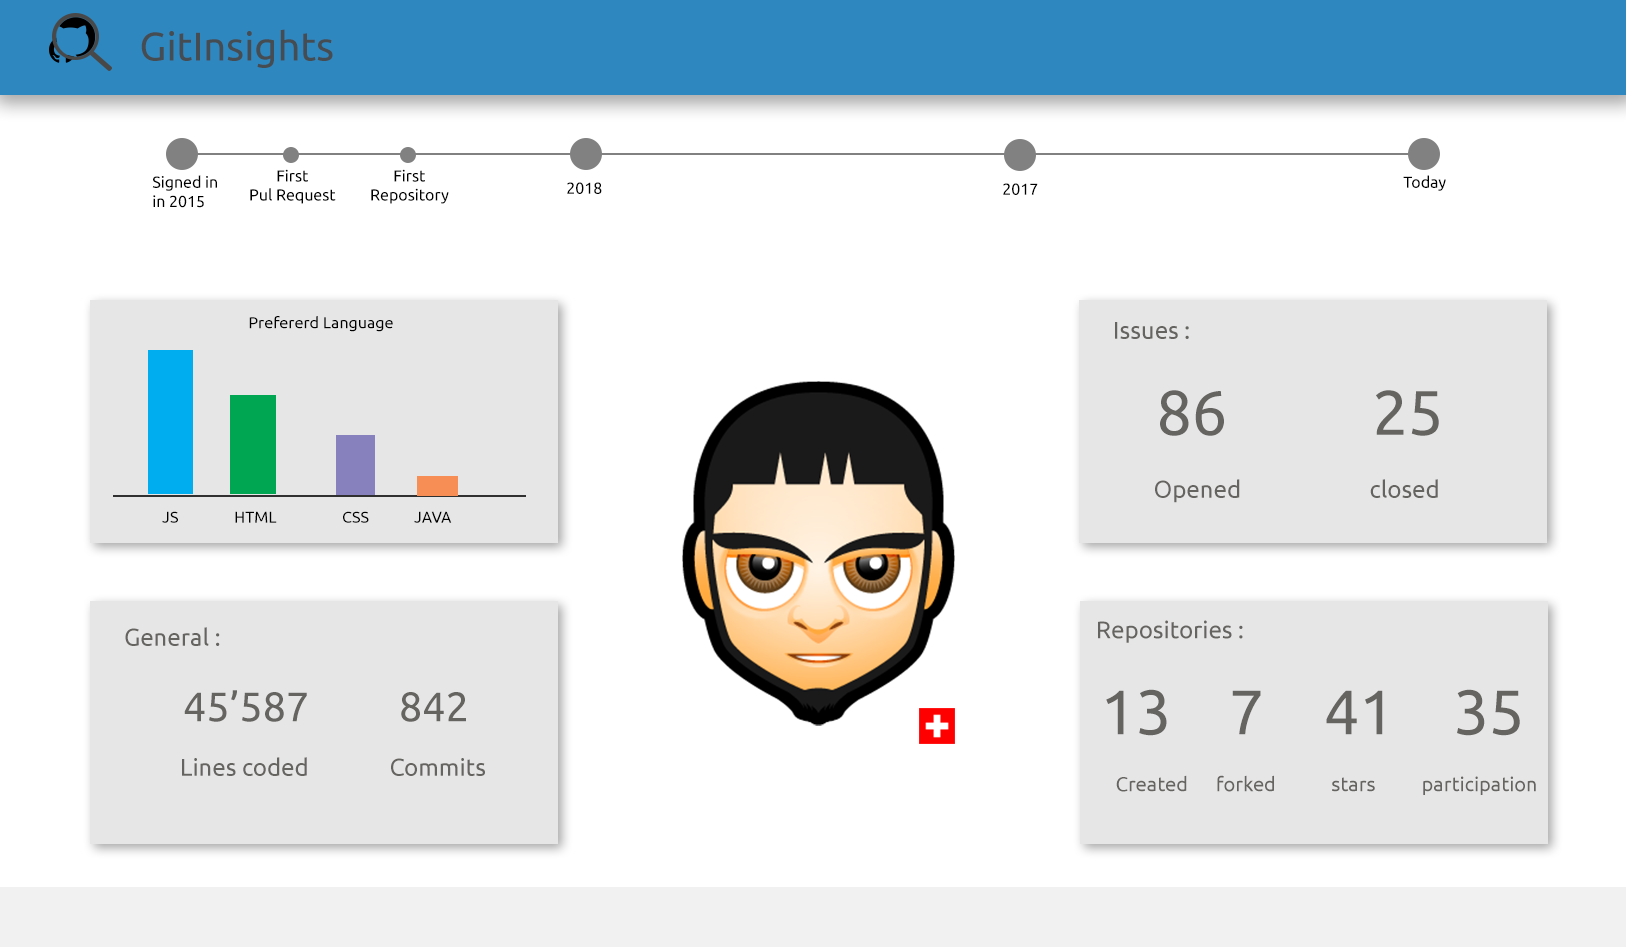 GitInsights
Signed in
in 2015
First
Pul Request
First
Repository
2018
2017
Today
Prefererd Language
JS HTML CSS JAVA
Issues :
86 25
Opened closed
General :
45’587 842
Lines coded Commits
Repositories :
13 7 41 35
Created forked stars participation